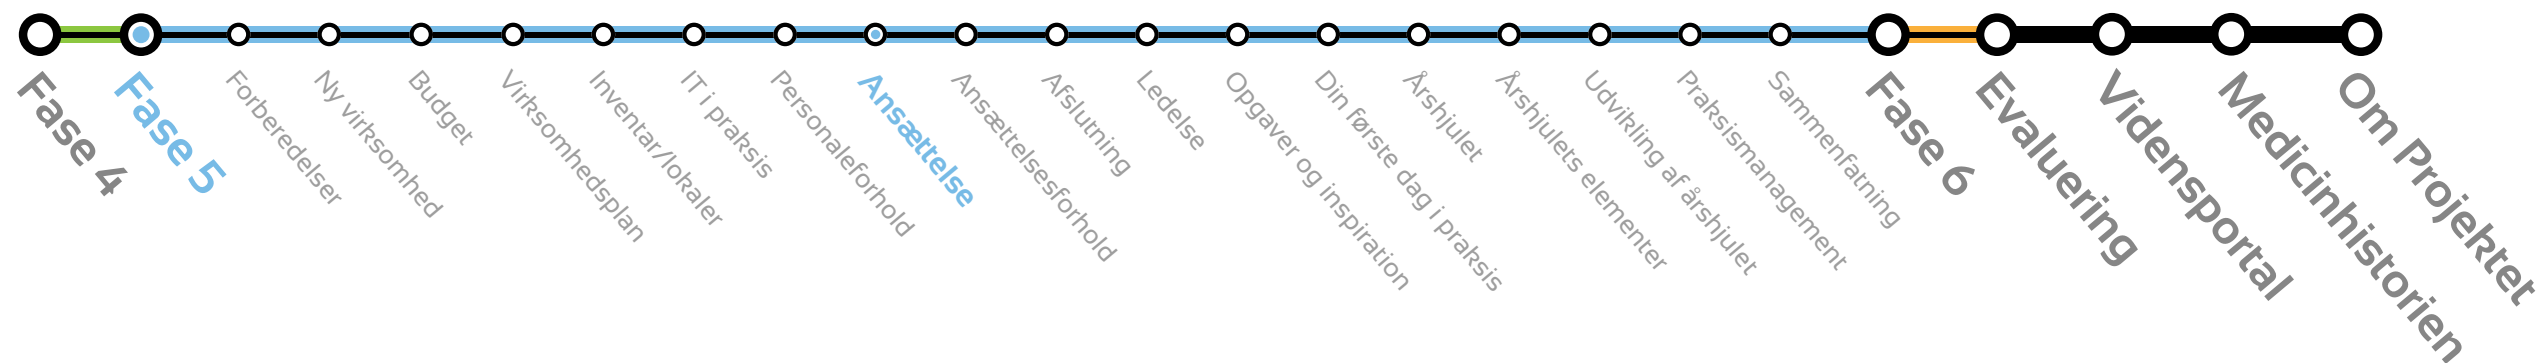 Fase 4
Fase 5
Forberedelser
Ny virksomhed
Budget
Virksomhedsplan
Inventar/lokaler
IT i praksis
Personaleforhold
Ansættelse
Ansættelsesforhold
Afslutning
Ledelse
Opgaver og inspiration
Din første dag i praksis
Årshjulet
Årshjulets elementer
Udvikling af årshjulet
Praksismanagement
Sammenfatning
Fase 6
Evaluering
Vidensportal
Medicinhistorien
Om Projektet